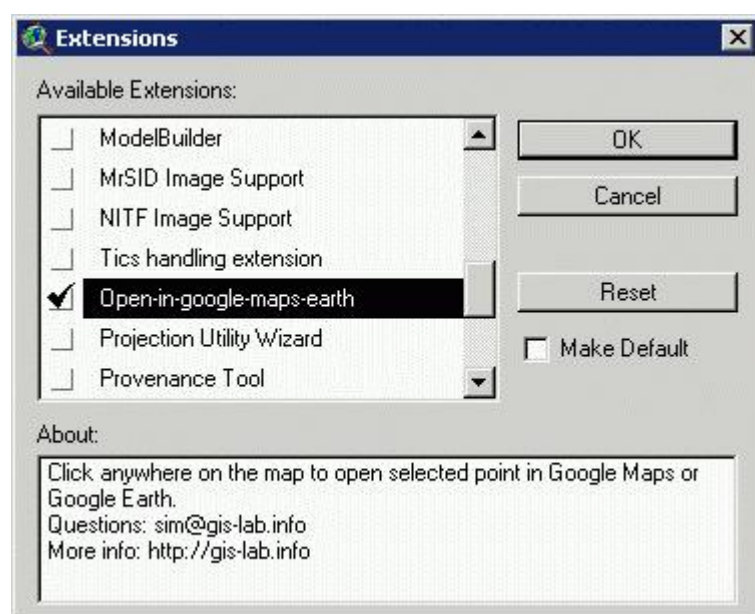 Extensions
Available Extensions:
ModelBuilder
MrSID Image Support
NITF Image Support
Tics handling extension
Open-in-google-maps-earth
Projection Utility Wizard
Provenance Tool
OK
Cancel
Reset
Make Default
About:
Click anywhere on the map to open selected point in Google Maps or
Google Earth.
Questions: sim@gis-lab.info
More info: http://gis-lab.info